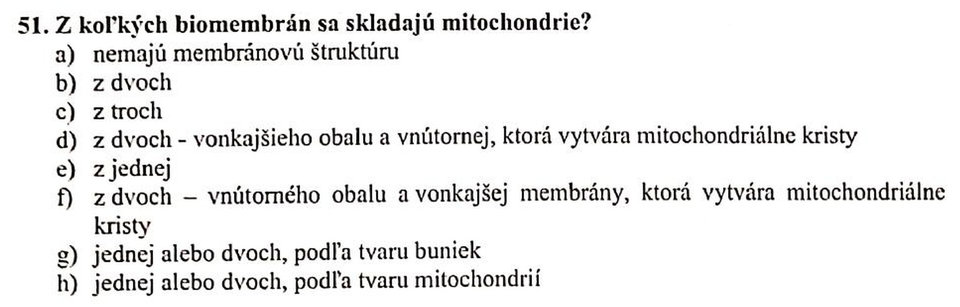 51. Z koľkých biomembrán sa skladajú mitochondrie?
a) nemajú membránovú štruktúru
b) z dvoch
c) z troch
d) z dvoch - vonkajšieho obalu a vnútornej, ktorá vytvára mitochondriálne kristy
e) z jednej
f) z dvoch – vnútorného obalu a vonkajšej membrány, ktorá vytvára mitochondriálne
kristy
g) jednej alebo dvoch, podľa tvaru buniek
h) jednej alebo dvoch, podľa tvaru mitochondrií